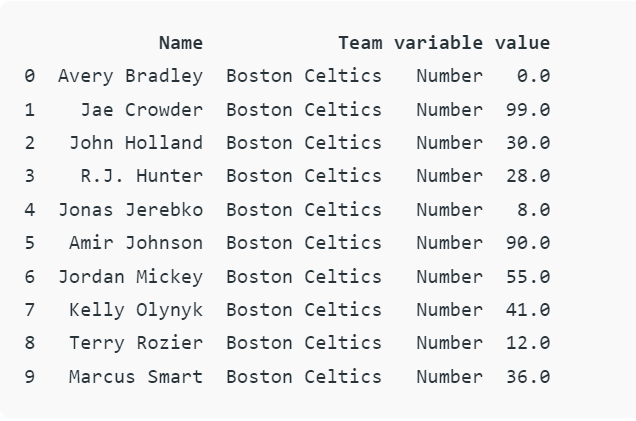 Name Team variable value
0 Avery Bradley Boston Celtics Number 0.0
1 Jae Crowder Boston Celtics Number 99.0
2 John Holland Boston Celtics Number 30.0
3 R.J. Hunter Boston Celtics Number 28.0
4 Jonas Jerebko Boston Celtics Number 8.0
5 Amir Johnson Boston Celtics Number 90.0
6 Jordan Mickey Boston Celtics Number 55.0
7 Kelly Olynyk Boston Celtics Number 41.0
8 Terry Rozier Boston Celtics Number 12.0
9 Marcus Smart Boston Celtics Number 36.0